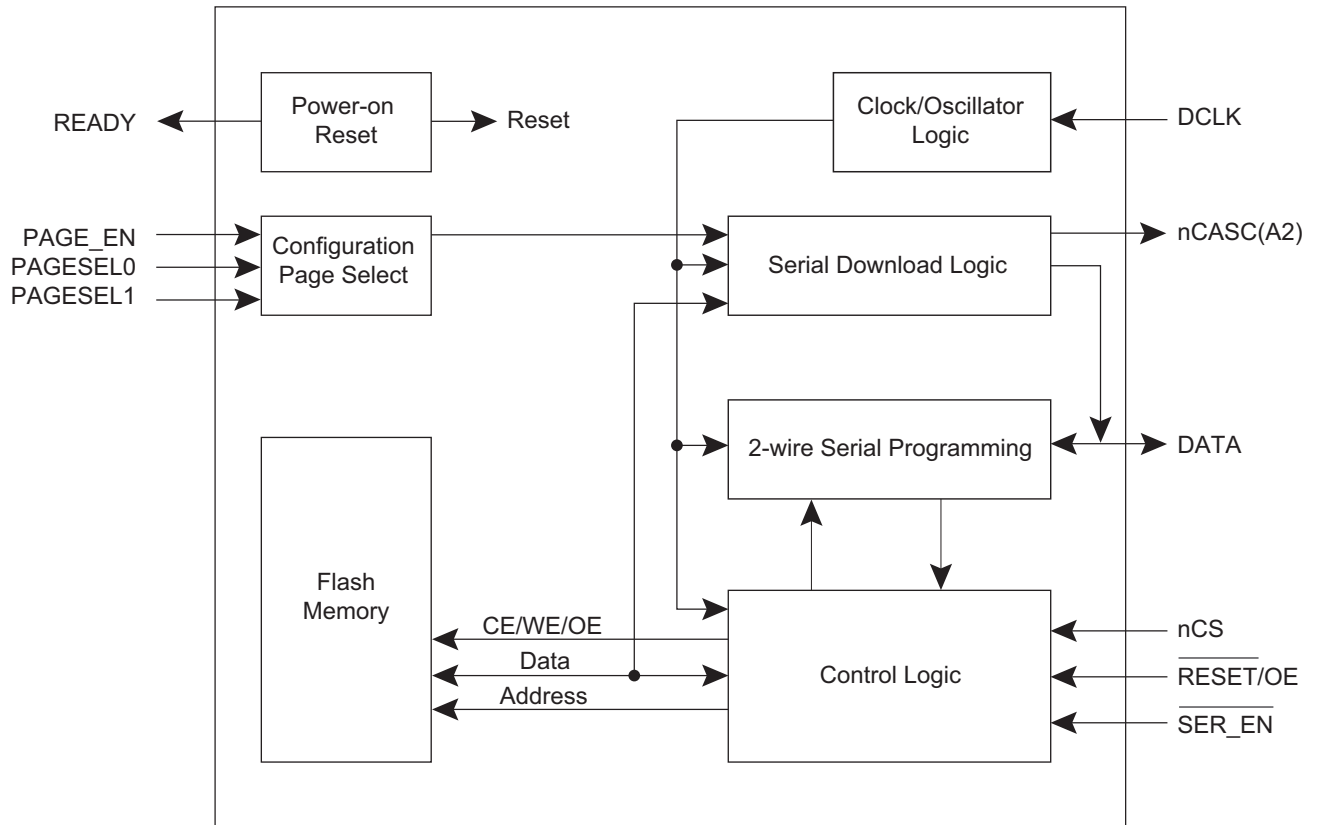 READY
Power-on
Reset
Reset
Clock/Oscillator
Logic
DCLK
PAGE_EN
PAGESEL0
PAGESEL1
Configuration
Page Select
Serial Download Logic
nCASC(A2)
2-wire Serial Programming
DATA
Flash
Memory
CE/WE/OE
Data
Address
Control Logic
nCS
RESET/OE
SER_EN